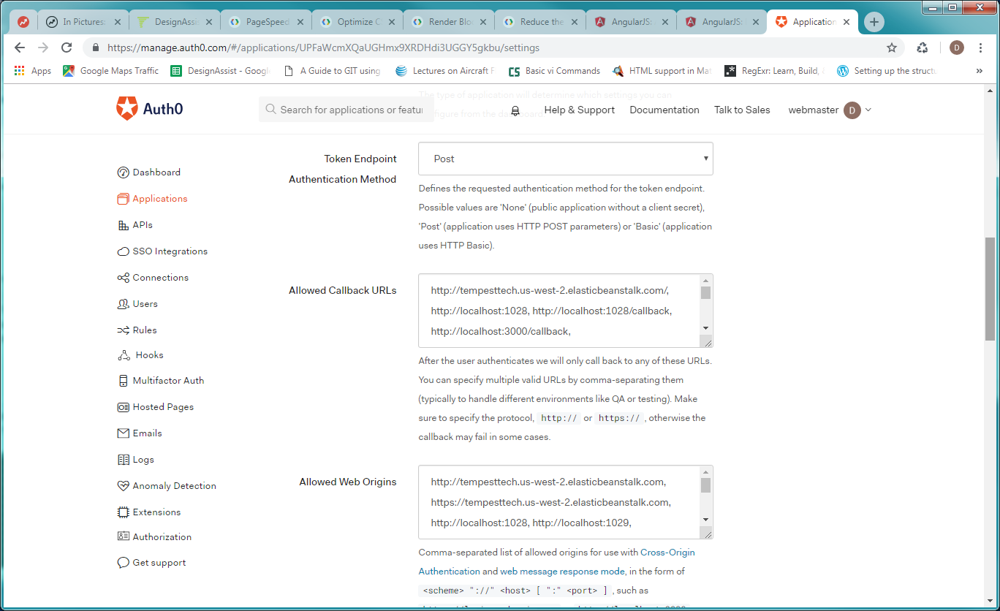 In Pictures:
DesignAssis
PageSpeed
Optimize C
Render Bloc
Reduce the
AngularJS:
AngularJS:
Application
https://manage.auth0.com/#/applications/UPFaWcmXQaUGHmx9XRDHdi3UGGY5gkbu/settings
D
Apps
Google Maps Traffic
DesignAssist - Google
A Guide to GIT using
Lectures on Aircraft F
CS Basic vi Commands
HTML support in Mat
.* RegExr: Learn, Build, &
Setting up the structu
»
The type of application will determine which settings you can
configure from the dashboard.
Auth0
Search for applications or featur
Help & Support
Documentation
Talk to Sales
webmaster
D
Dashboard
Applications
APIs
SSO Integrations
Connections
Users
Rules
Hooks
Multifactor Auth
Hosted Pages
Emails
Logs
Anomaly Detection
Extensions
Authorization
Get support
Token Endpoint
Authentication Method
Post
Defines the requested authentication method for the token endpoint.
Possible values are 'None' (public application without a client secret),
'Post' (application uses HTTP POST parameters) or 'Basic' (application
uses HTTP Basic).
Allowed Callback URLs
http://tempesttech.us-west-2.elasticbeanstalk.com/,
http://localhost:1028, http://localhost:1028/callback,
http://localhost:3000/callback,
After the user authenticates we will only call back to any of these URLs.
You can specify multiple valid URLs by comma-separating them
(typically to handle different environments like QA or testing). Make
sure to specify the protocol, http:// or https:// , otherwise the
callback may fail in some cases.
Allowed Web Origins
http://tempesttech.us-west-2.elasticbeanstalk.com,
https://tempesttech.us-west-2.elasticbeanstalk.com,
http://localhost:1028, http://localhost:1029,
Comma-separated list of allowed origins for use with Cross-Origin
Authentication and web message response mode, in the form of
<scheme> "://" <host> [ ":" <port> ] , such as